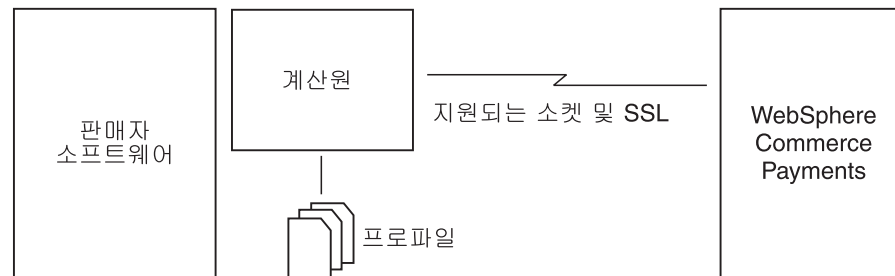 판매자
소프트웨어
계산원
지원되는 소켓 및 SSL
프로파일
WebSphere
Commerce
Payments